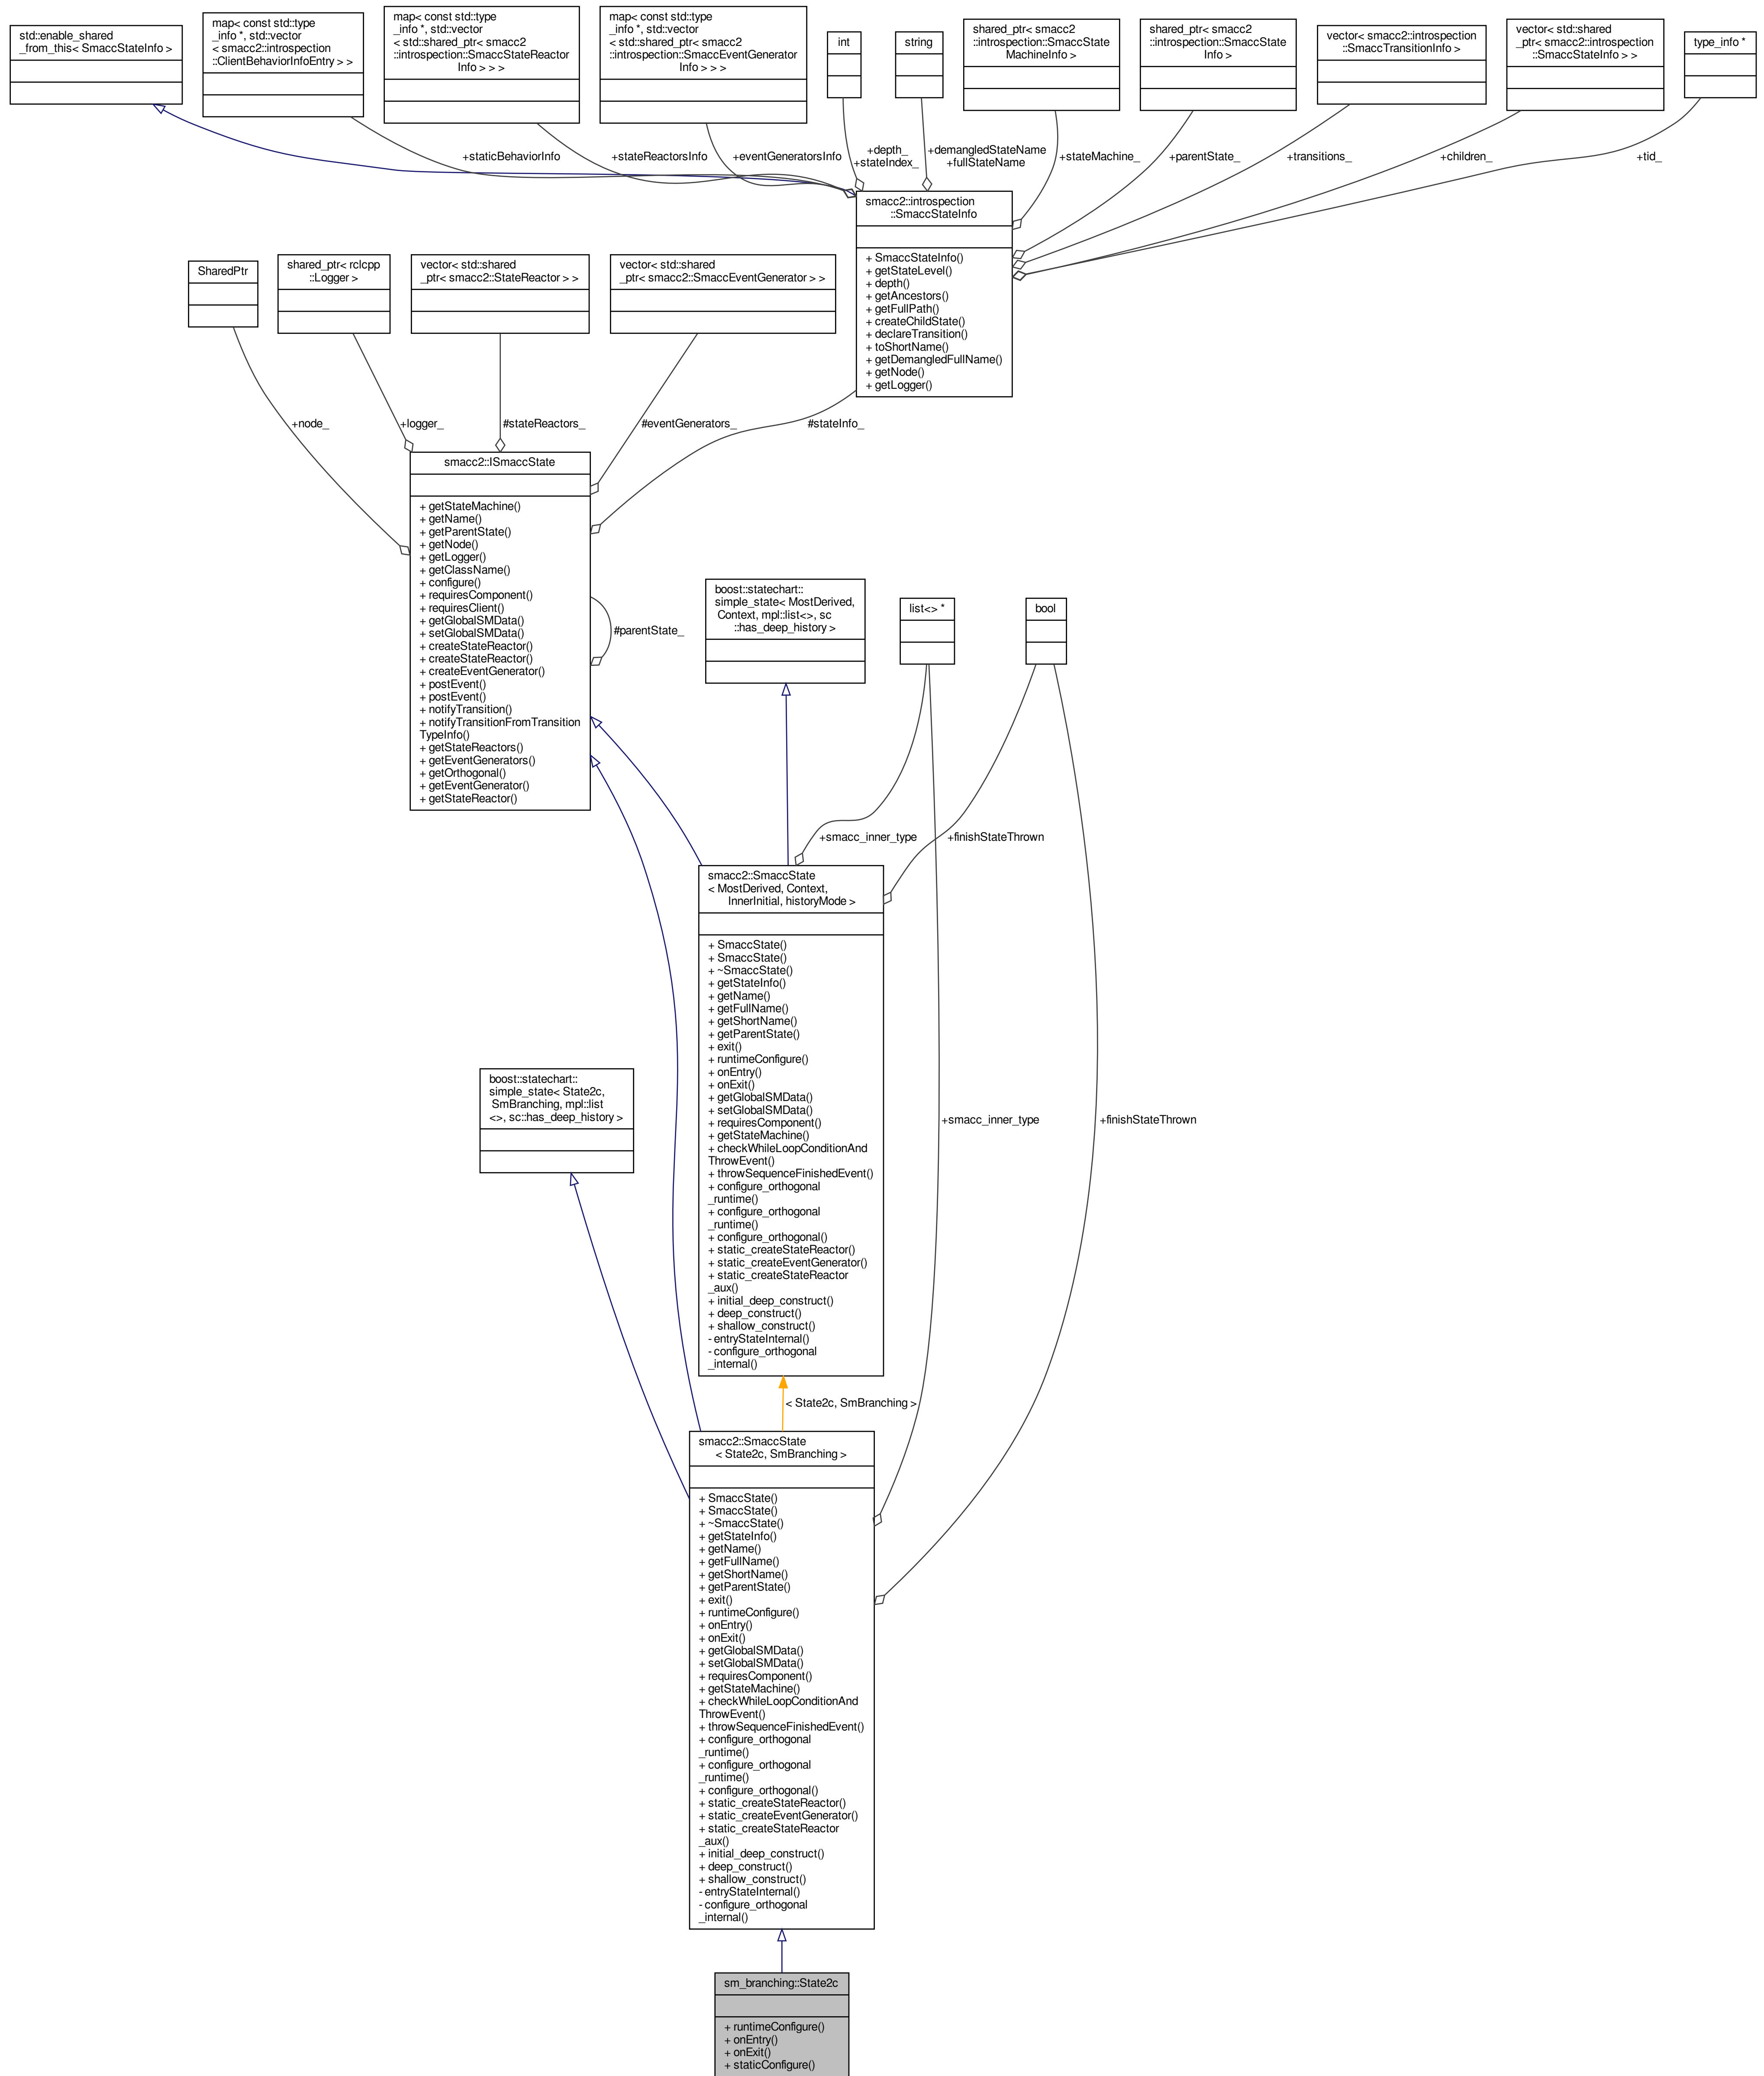 std::enable_shared
_from_this< SmaccStateInfo >
map< const std::type
_info *, std::vector
< smacc2::introspection
::ClientBehaviorInfoEntry > >
map< const std::type
_info *, std::vector
< std::shared_ptr< smacc2
::introspection::SmaccStateReactor
Info > > >
map< const std::type
_info *, std::vector
< std::shared_ptr< smacc2
::introspection::SmaccEventGenerator
Info > > >
int
string
shared_ptr< smacc2
::introspection::SmaccState
MachineInfo >
shared_ptr< smacc2
::introspection::SmaccState
Info >
vector< smacc2::introspection
::SmaccTransitionInfo >
vector< std::shared
_ptr< smacc2::introspection
::SmaccStateInfo > >
type_info *
+staticBehaviorInfo
+stateReactorsInfo
+eventGeneratorsInfo
+depth_
+stateIndex_
+demangledStateName
+fullStateName
+stateMachine_
+parentState_
+transitions_
+children_
+tid_
smacc2::introspection
::SmaccStateInfo
+ SmaccStateInfo()
+ getStateLevel()
+ depth()
+ getAncestors()
+ getFullPath()
+ createChildState()
+ declareTransition()
+ toShortName()
+ getDemangledFullName()
+ getNode()
+ getLogger()
SharedPtr
shared_ptr< rclcpp
::Logger >
vector< std::shared
_ptr< smacc2::StateReactor > >
vector< std::shared
_ptr< smacc2::SmaccEventGenerator > >
+node_
+logger_
#stateReactors_
#eventGenerators_
#stateInfo_
smacc2::ISmaccState
+ getStateMachine()
+ getName()
+ getParentState()
+ getNode()
+ getLogger()
+ getClassName()
+ configure()
+ requiresComponent()
+ requiresClient()
+ getGlobalSMData()
+ setGlobalSMData()
+ createStateReactor()
+ createStateReactor()
+ createEventGenerator()
+ postEvent()
+ postEvent()
+ notifyTransition()
+ notifyTransitionFromTransition
TypeInfo()
+ getStateReactors()
+ getEventGenerators()
+ getOrthogonal()
+ getEventGenerator()
+ getStateReactor()
#parentState_
boost::statechart::
simple_state< MostDerived,
Context, mpl::list<>, sc
::has_deep_history >
list<> *
bool
+smacc_inner_type
+finishStateThrown
smacc2::SmaccState
< MostDerived, Context,
InnerInitial, historyMode >
+ SmaccState()
+ SmaccState()
+ ~SmaccState()
+ getStateInfo()
+ getName()
+ getFullName()
+ getShortName()
+ getParentState()
+ exit()
+ runtimeConfigure()
+ onEntry()
+ onExit()
+ getGlobalSMData()
+ setGlobalSMData()
+ requiresComponent()
+ getStateMachine()
+ checkWhileLoopConditionAnd
ThrowEvent()
+ throwSequenceFinishedEvent()
+ configure_orthogonal
_runtime()
+ configure_orthogonal
_runtime()
+ configure_orthogonal()
+ static_createStateReactor()
+ static_createEventGenerator()
+ static_createStateReactor
_aux()
+ initial_deep_construct()
+ deep_construct()
+ shallow_construct()
- entryStateInternal()
- configure_orthogonal
_internal()
boost::statechart::
simple_state< State2c,
SmBranching, mpl::list
<>, sc::has_deep_history >
+smacc_inner_type
+finishStateThrown
< State2c, SmBranching >
smacc2::SmaccState
< State2c, SmBranching >
+ SmaccState()
+ SmaccState()
+ ~SmaccState()
+ getStateInfo()
+ getName()
+ getFullName()
+ getShortName()
+ getParentState()
+ exit()
+ runtimeConfigure()
+ onEntry()
+ onExit()
+ getGlobalSMData()
+ setGlobalSMData()
+ requiresComponent()
+ getStateMachine()
+ checkWhileLoopConditionAnd
ThrowEvent()
+ throwSequenceFinishedEvent()
+ configure_orthogonal
_runtime()
+ configure_orthogonal
_runtime()
+ configure_orthogonal()
+ static_createStateReactor()
+ static_createEventGenerator()
+ static_createStateReactor
_aux()
+ initial_deep_construct()
+ deep_construct()
+ shallow_construct()
- entryStateInternal()
- configure_orthogonal
_internal()
sm_branching::State2c
+ runtimeConfigure()
+ onEntry()
+ onExit()
+ staticConfigure()